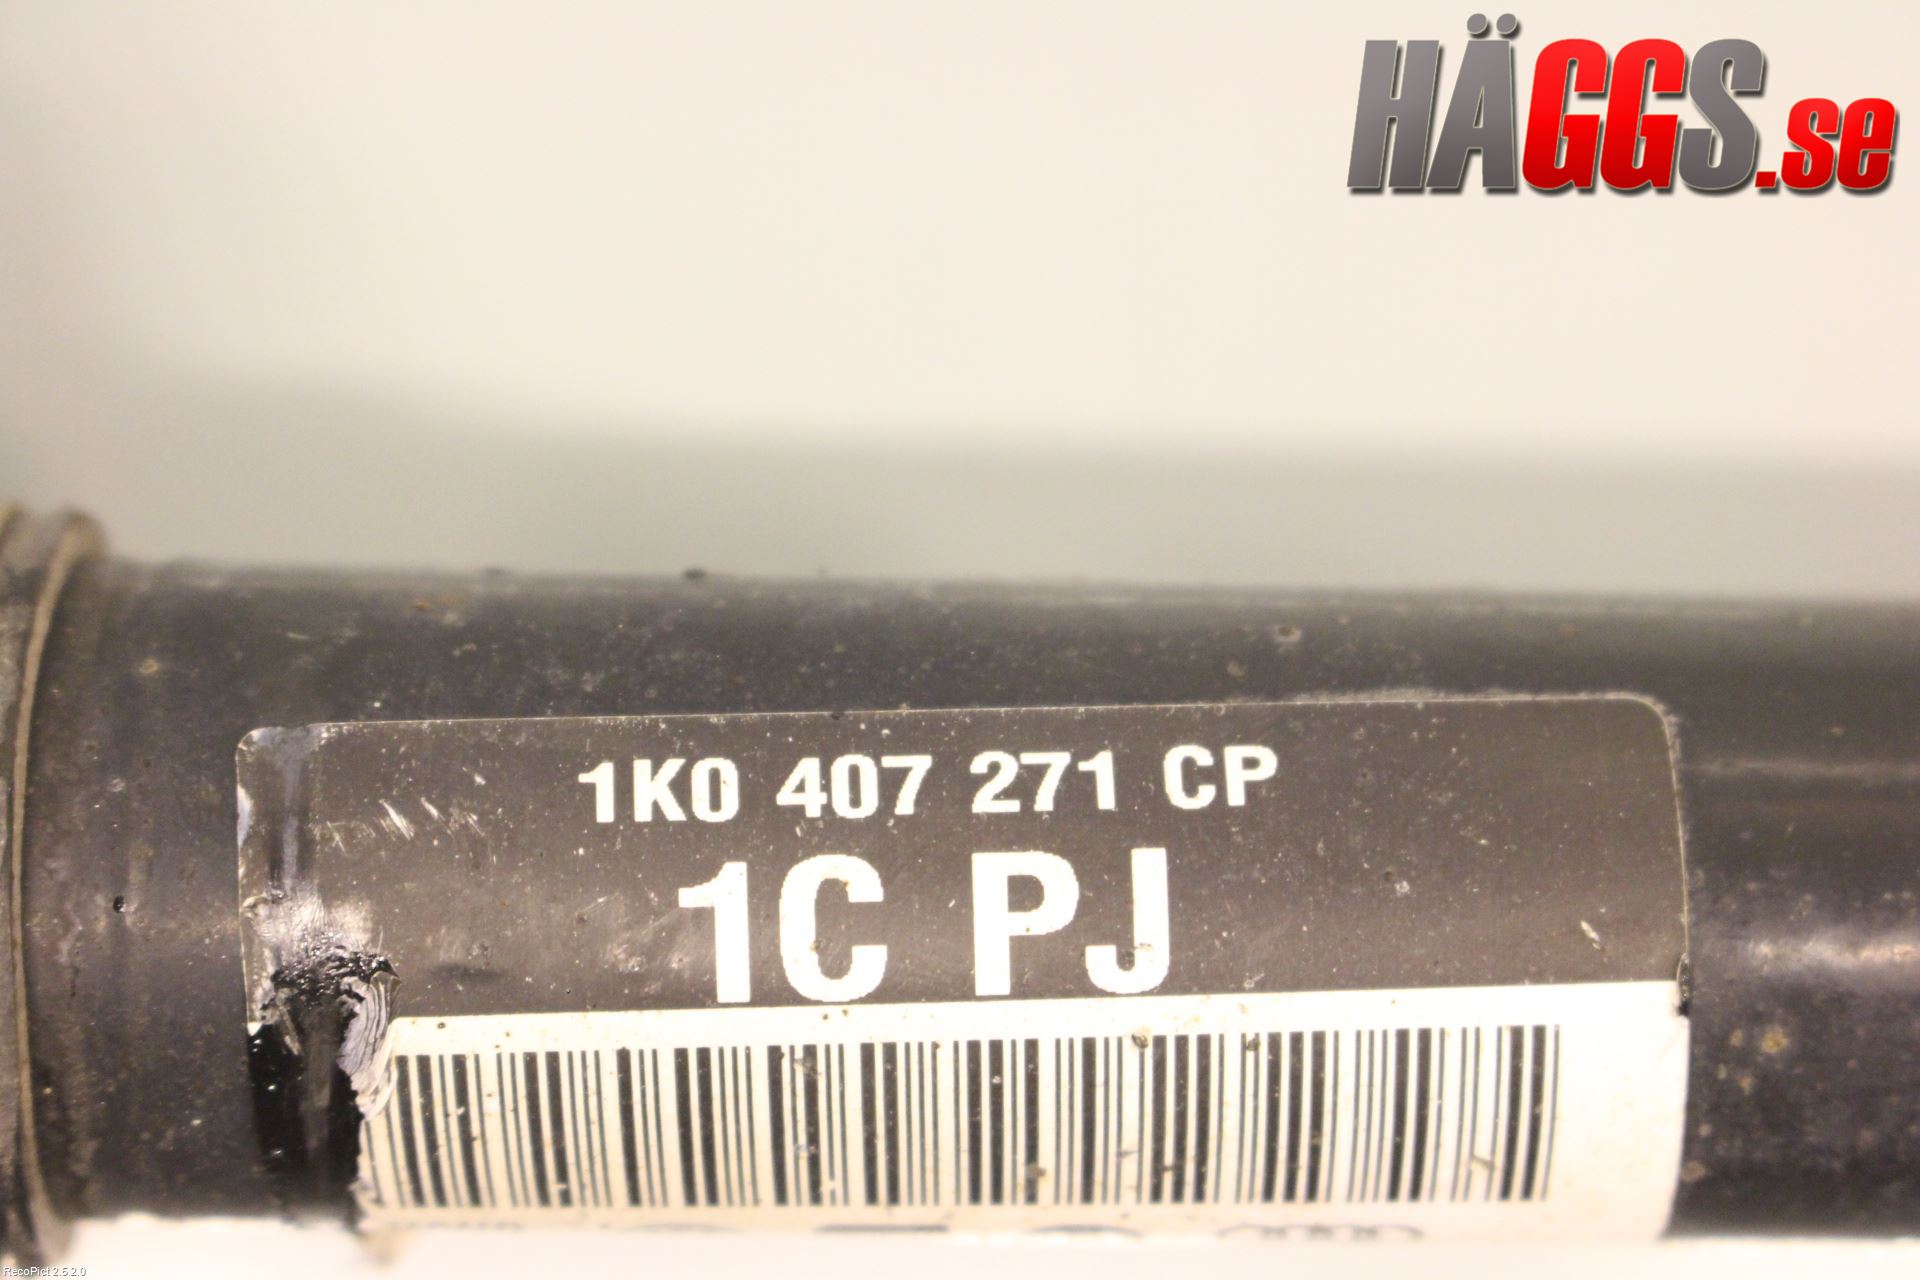 HÄGGS.se
1K0 407 271 CP
1C PJ
RecoPict 2.5.2.0